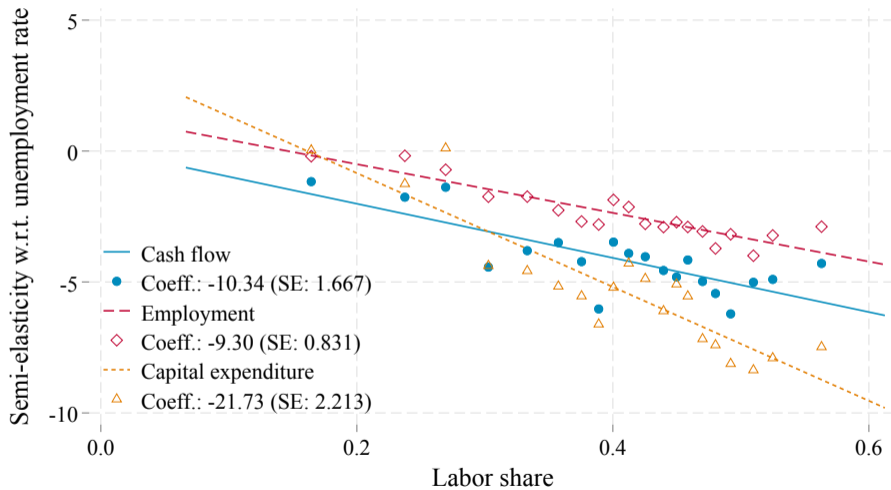 Semi-elasticity w.r.t. unemployment rate
5
0
-5
-10
Cash flow
Coeff.: -10.34 (SE: 1.667)
Employment
Coeff.: -9.30 (SE: 0.831)
Capital expenditure
Coeff.: -21.73 (SE: 2.213)
0.0
0.2
0.4
0.6
Labor share